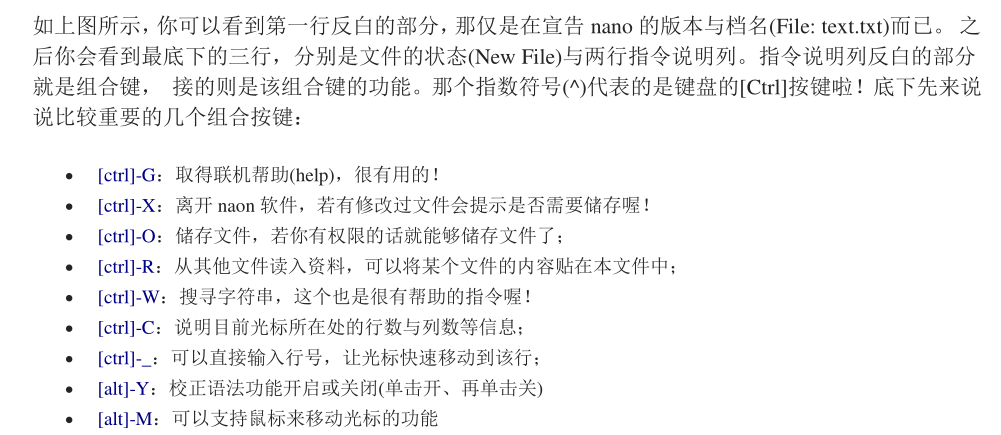 如上图所示，你可以看到第一行反白的部分，那仅是在宣告 nano 的版本与档名(File: text.txt)而已。 之
后你会看到最底下的三行，分别是文件的状态(New File)与两行指令说明列。指令说明列反白的部分
就是组合键， 接的则是该组合键的功能。那个指数符号(^)代表的是键盘的[Ctrl]按键啦！底下先来说
说比较重要的几个组合按键：
• [ctrl]-G：取得联机帮助(help)，很有用的！
• [ctrl]-X：离开 naon 软件，若有修改过文件会提示是否需要储存喔！
• [ctrl]-O：储存文件，若你有权限的话就能够储存文件了；
• [ctrl]-R：从其他文件读入资料，可以将某个文件的内容贴在本文件中；
• [ctrl]-W：搜寻字符串，这个也是很有帮助的指令喔！
• [ctrl]-C：说明目前光标所在处的行数与列数等信息；
• [ctrl]-_：可以直接输入行号，让光标快速移动到该行；
• [alt]-Y：校正语法功能开启或关闭(单击开、再单击关)
• [alt]-M：可以支持鼠标来移动光标的功能